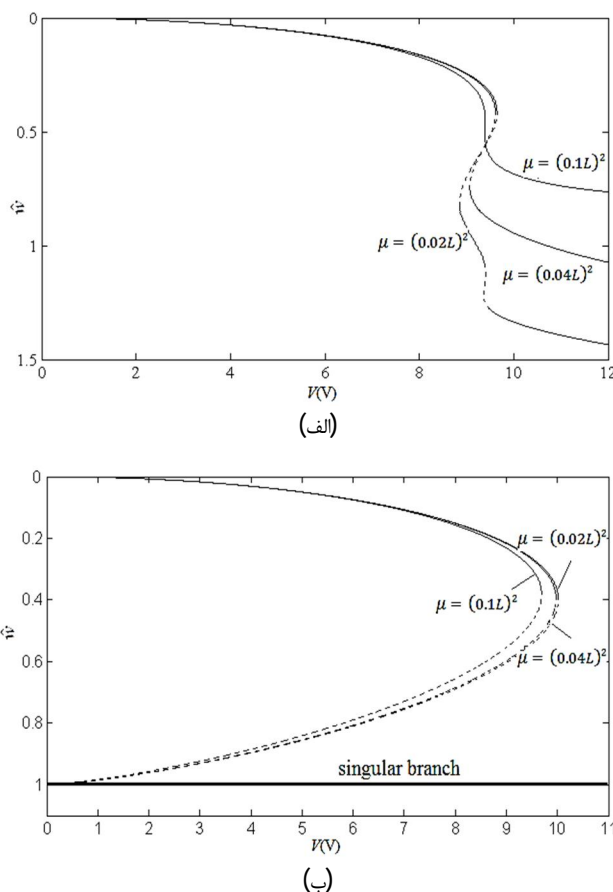 0
0.5
1
1.5
ŵ
μ = (0.1L)²
μ = (0.02L)²
μ = (0.04L)²
0 2 4 6 8 10 12
V(V)
الف)
0
0.2
0.4
0.6
0.8
1
ŵ
μ = (0.02L)²
μ = (0.1L)²
μ = (0.04L)²
singular branch
0 1 2 3 4 5 6 7 8 9 10 11
V(V)
ب)